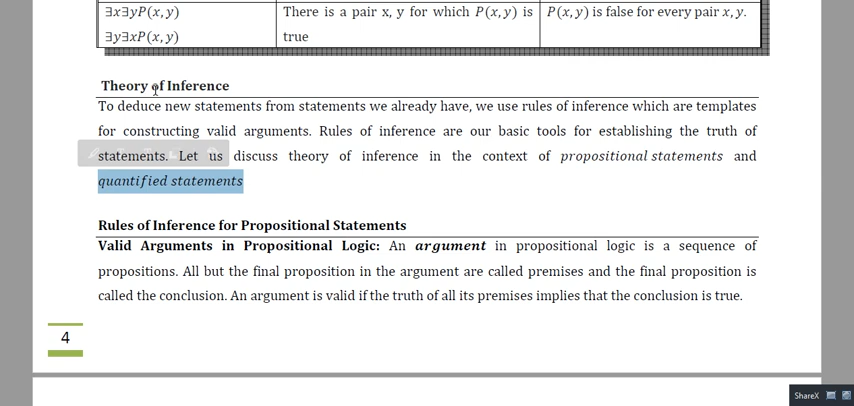 ∃x∃yP(x, y)
∃y∃xP(x, y)
There is a pair x, y for which P(x, y) is
true
P(x, y) is false for every pair x, y.
Theory of Inference
To deduce new statements from statements we already have, we use rules of inference which are templates
for constructing valid arguments. Rules of inference are our basic tools for establishing the truth of
statements. Let us discuss theory of inference in the context of propositional statements and
quantified statements
Rules of Inference for Propositional Statements
Valid Arguments in Propositional Logic: An argument in propositional logic is a sequence of
propositions. All but the final proposition in the argument are called premises and the final proposition is
called the conclusion. An argument is valid if the truth of all its premises implies that the conclusion is true.
4
ShareX